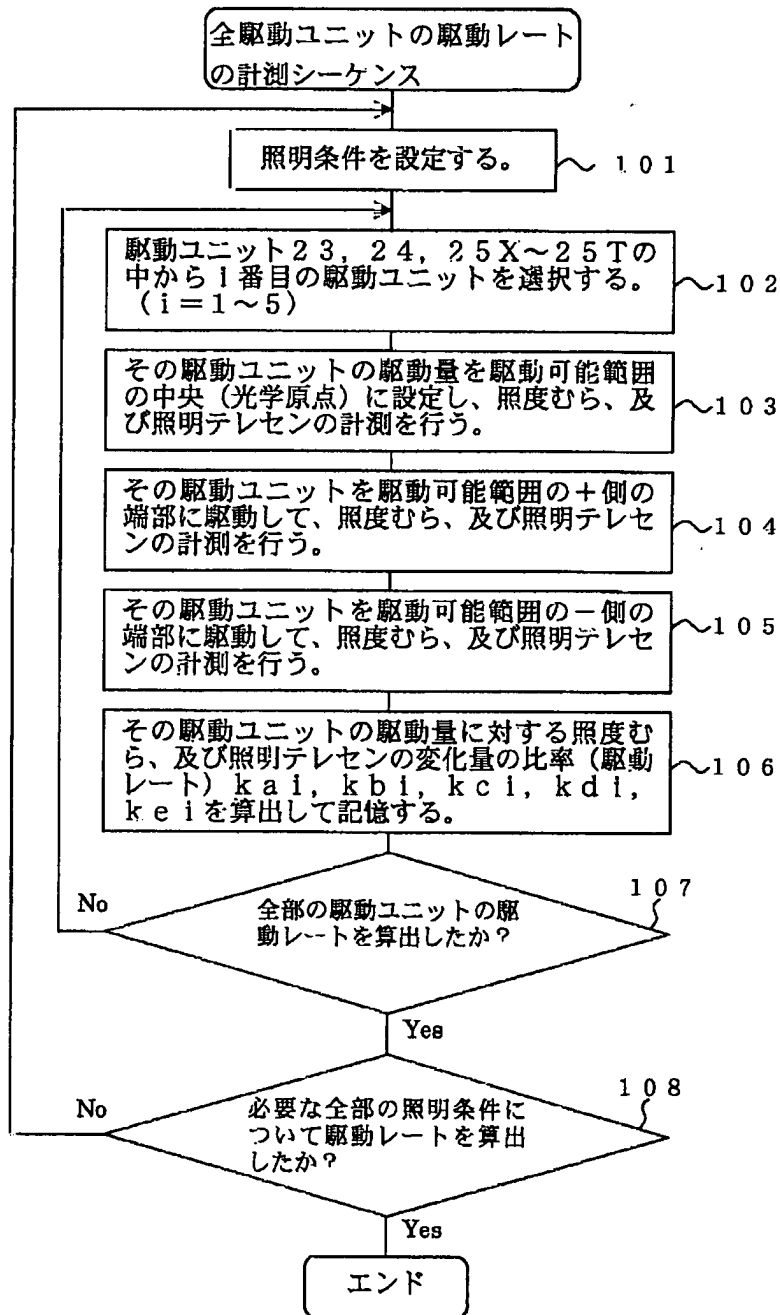 全駆動ユニットの駆動レート
の計測シーケンス
照明条件を設定する。
101
駆動ユニット23,24,25X~25Tの
中からi番目の駆動ユニットを選択する。
(i=1~5)
102
その駆動ユニットの駆動量を駆動可能範囲
の中央(光学原点)に設定し、照度むら、及
び照明テレセンの計測を行う。
103
その駆動ユニットを駆動可能範囲の+側の
端部に駆動して、照度むら、及び照明テレセ
ンの計測を行う。
104
その駆動ユニットを駆動可能範囲の-側の
端部に駆動して、照度むら、及び照明テレセ
ンの計測を行う。
105
その駆動ユニットの駆動量に対する照度む
ら、及び照明テレセンの変化量の比率(駆動
レート)kai,kbi,kci,kdi,
keiを算出して記憶する。
106
全部の駆動ユニットの駆
動レートを算出したか?
107
No
Yes
必要な全部の照明条件に
ついて駆動レートを算出
したか?
108
No
Yes
エンド